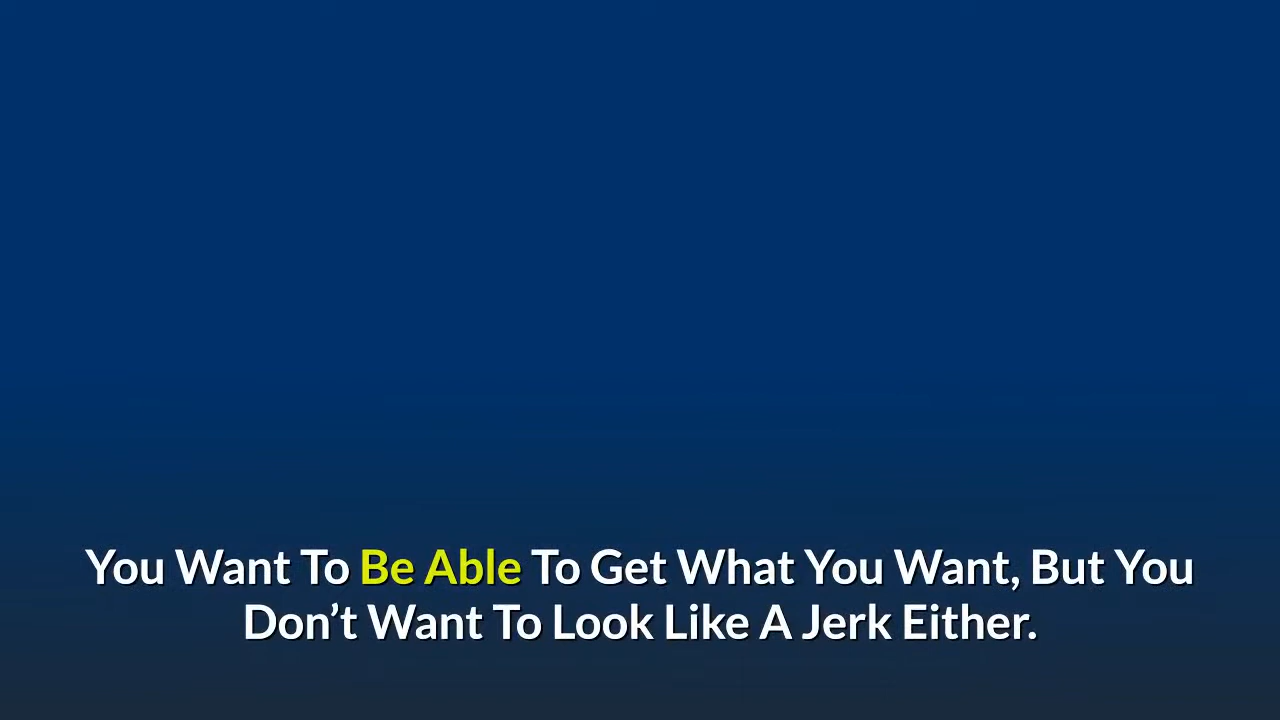 You Want To Be Able To Get What You Want, But You
Don’t Want To Look Like A Jerk Either.